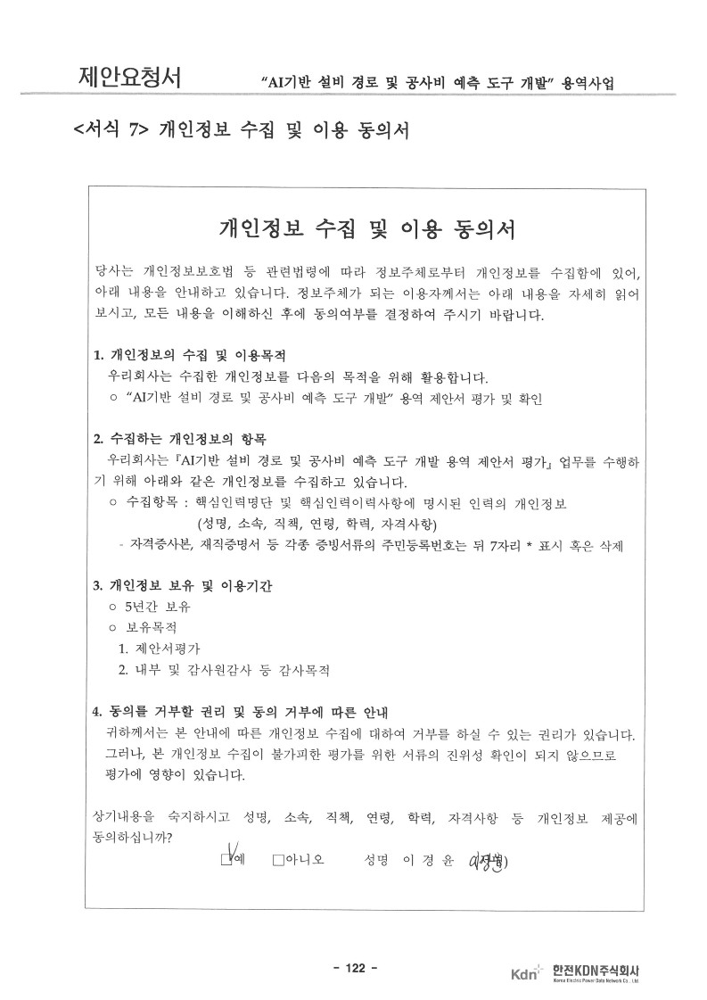 제안요청서
“AI기반 설비 경로 및 공사비 예측 도구 개발” 용역사업
<서식 7> 개인정보 수집 및 이용 동의서
개인정보 수집 및 이용 동의서
당사는 개인정보보호법 등 관련법령에 따라 정보주체로부터 개인정보를 수집함에 있어,
아래 내용을 안내하고 있습니다. 정보주체가 되는 이용자께서는 아래 내용을 자세히 읽어
보시고, 모든 내용을 이해하신 후에 동의여부를 결정하여 주시기 바랍니다.
1. 개인정보의 수집 및 이용목적
우리회사는 수집한 개인정보를 다음의 목적을 위해 활용합니다.
○ “AI기반 설비 경로 및 공사비 예측 도구 개발” 용역 제안서 평가 및 확인
2. 수집하는 개인정보의 항목
우리회사는『AI기반 설비 경로 및 공사비 예측 도구 개발 용역 제안서 평가』업무를 수행하
기 위해 아래와 같은 개인정보를 수집하고 있습니다.
○ 수집항목 : 핵심인력명단 및 핵심인력이력사항에 명시된 인력의 개인정보
(성명, 소속, 직책, 연령, 학력, 자격사항)
- 자격증사본, 재직증명서 등 각종 증빙서류의 주민등록번호는 뒤 7자리 * 표시 혹은 삭제
3. 개인정보 보유 및 이용기간
○ 5년간 보유
○ 보유목적
1. 제안서평가
2. 내부 및 감사원감사 등 감사목적
4. 동의를 거부할 권리 및 동의 거부에 따른 안내
귀하께서는 본 안내에 따른 개인정보 수집에 대하여 거부를 하실 수 있는 권리가 있습니다.
그러나, 본 개인정보 수집이 불가피한 평가를 위한 서류의 진위성 확인이 되지 않으므로
평가에 영향이 있습니다.
상기내용을 숙지하시고 성명, 소속, 직책, 연령, 학력, 자격사항 등 개인정보 제공에
동의하십니까?
□예 □아니오 성명 이 경 윤
- 122 -
Kdn 한전KDN주식회사
Korea Electric Power Data Network Co., Ltd.